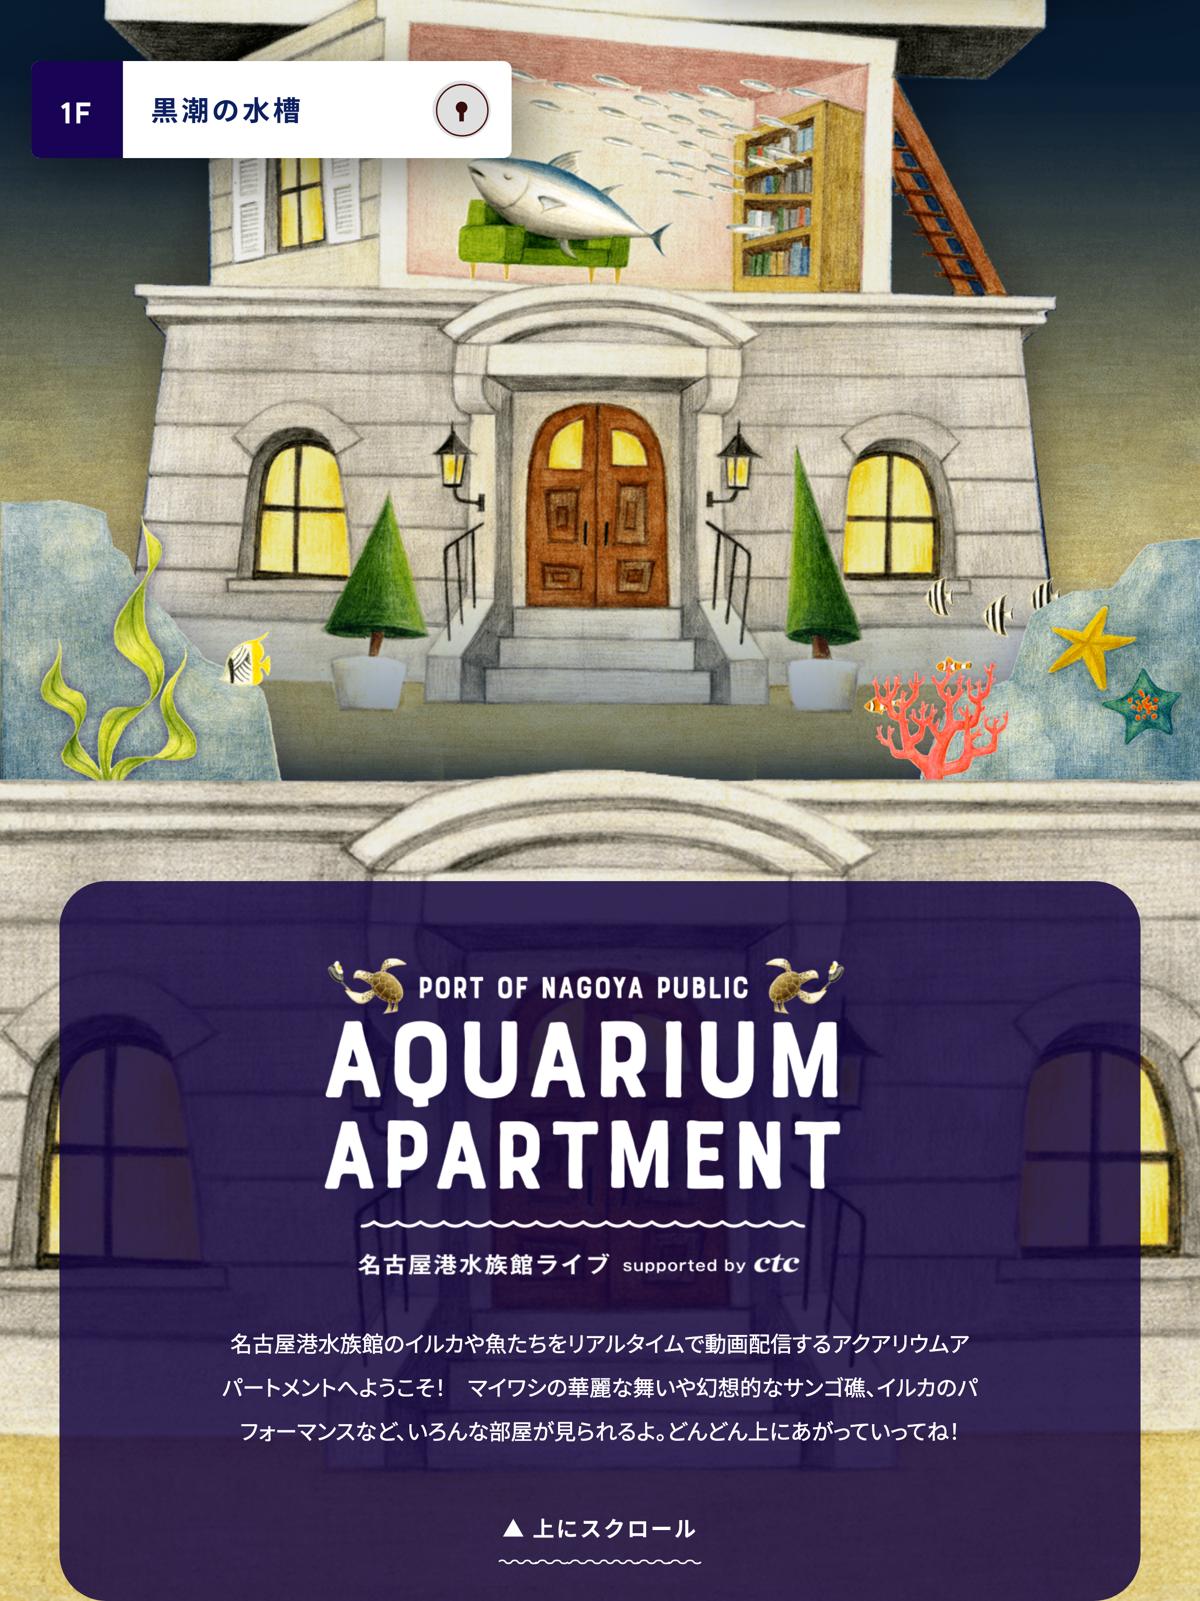 1F 黒潮の水槽
PORT OF NAGOYA PUBLIC
AQUARIUM
APARTMENT
名古屋港水族館ライブ supported by ctc
名古屋港水族館のイルカや魚たちをリアルタイムで動画配信するアクアリウムア
パートメントへようこそ！　マイワシの華麗な舞いや幻想的なサンゴ礁、イルカのパ
フォーマンスなど、いろんな部屋が見られるよ。どんどん上にあがっていってね！
▲ 上にスクロール